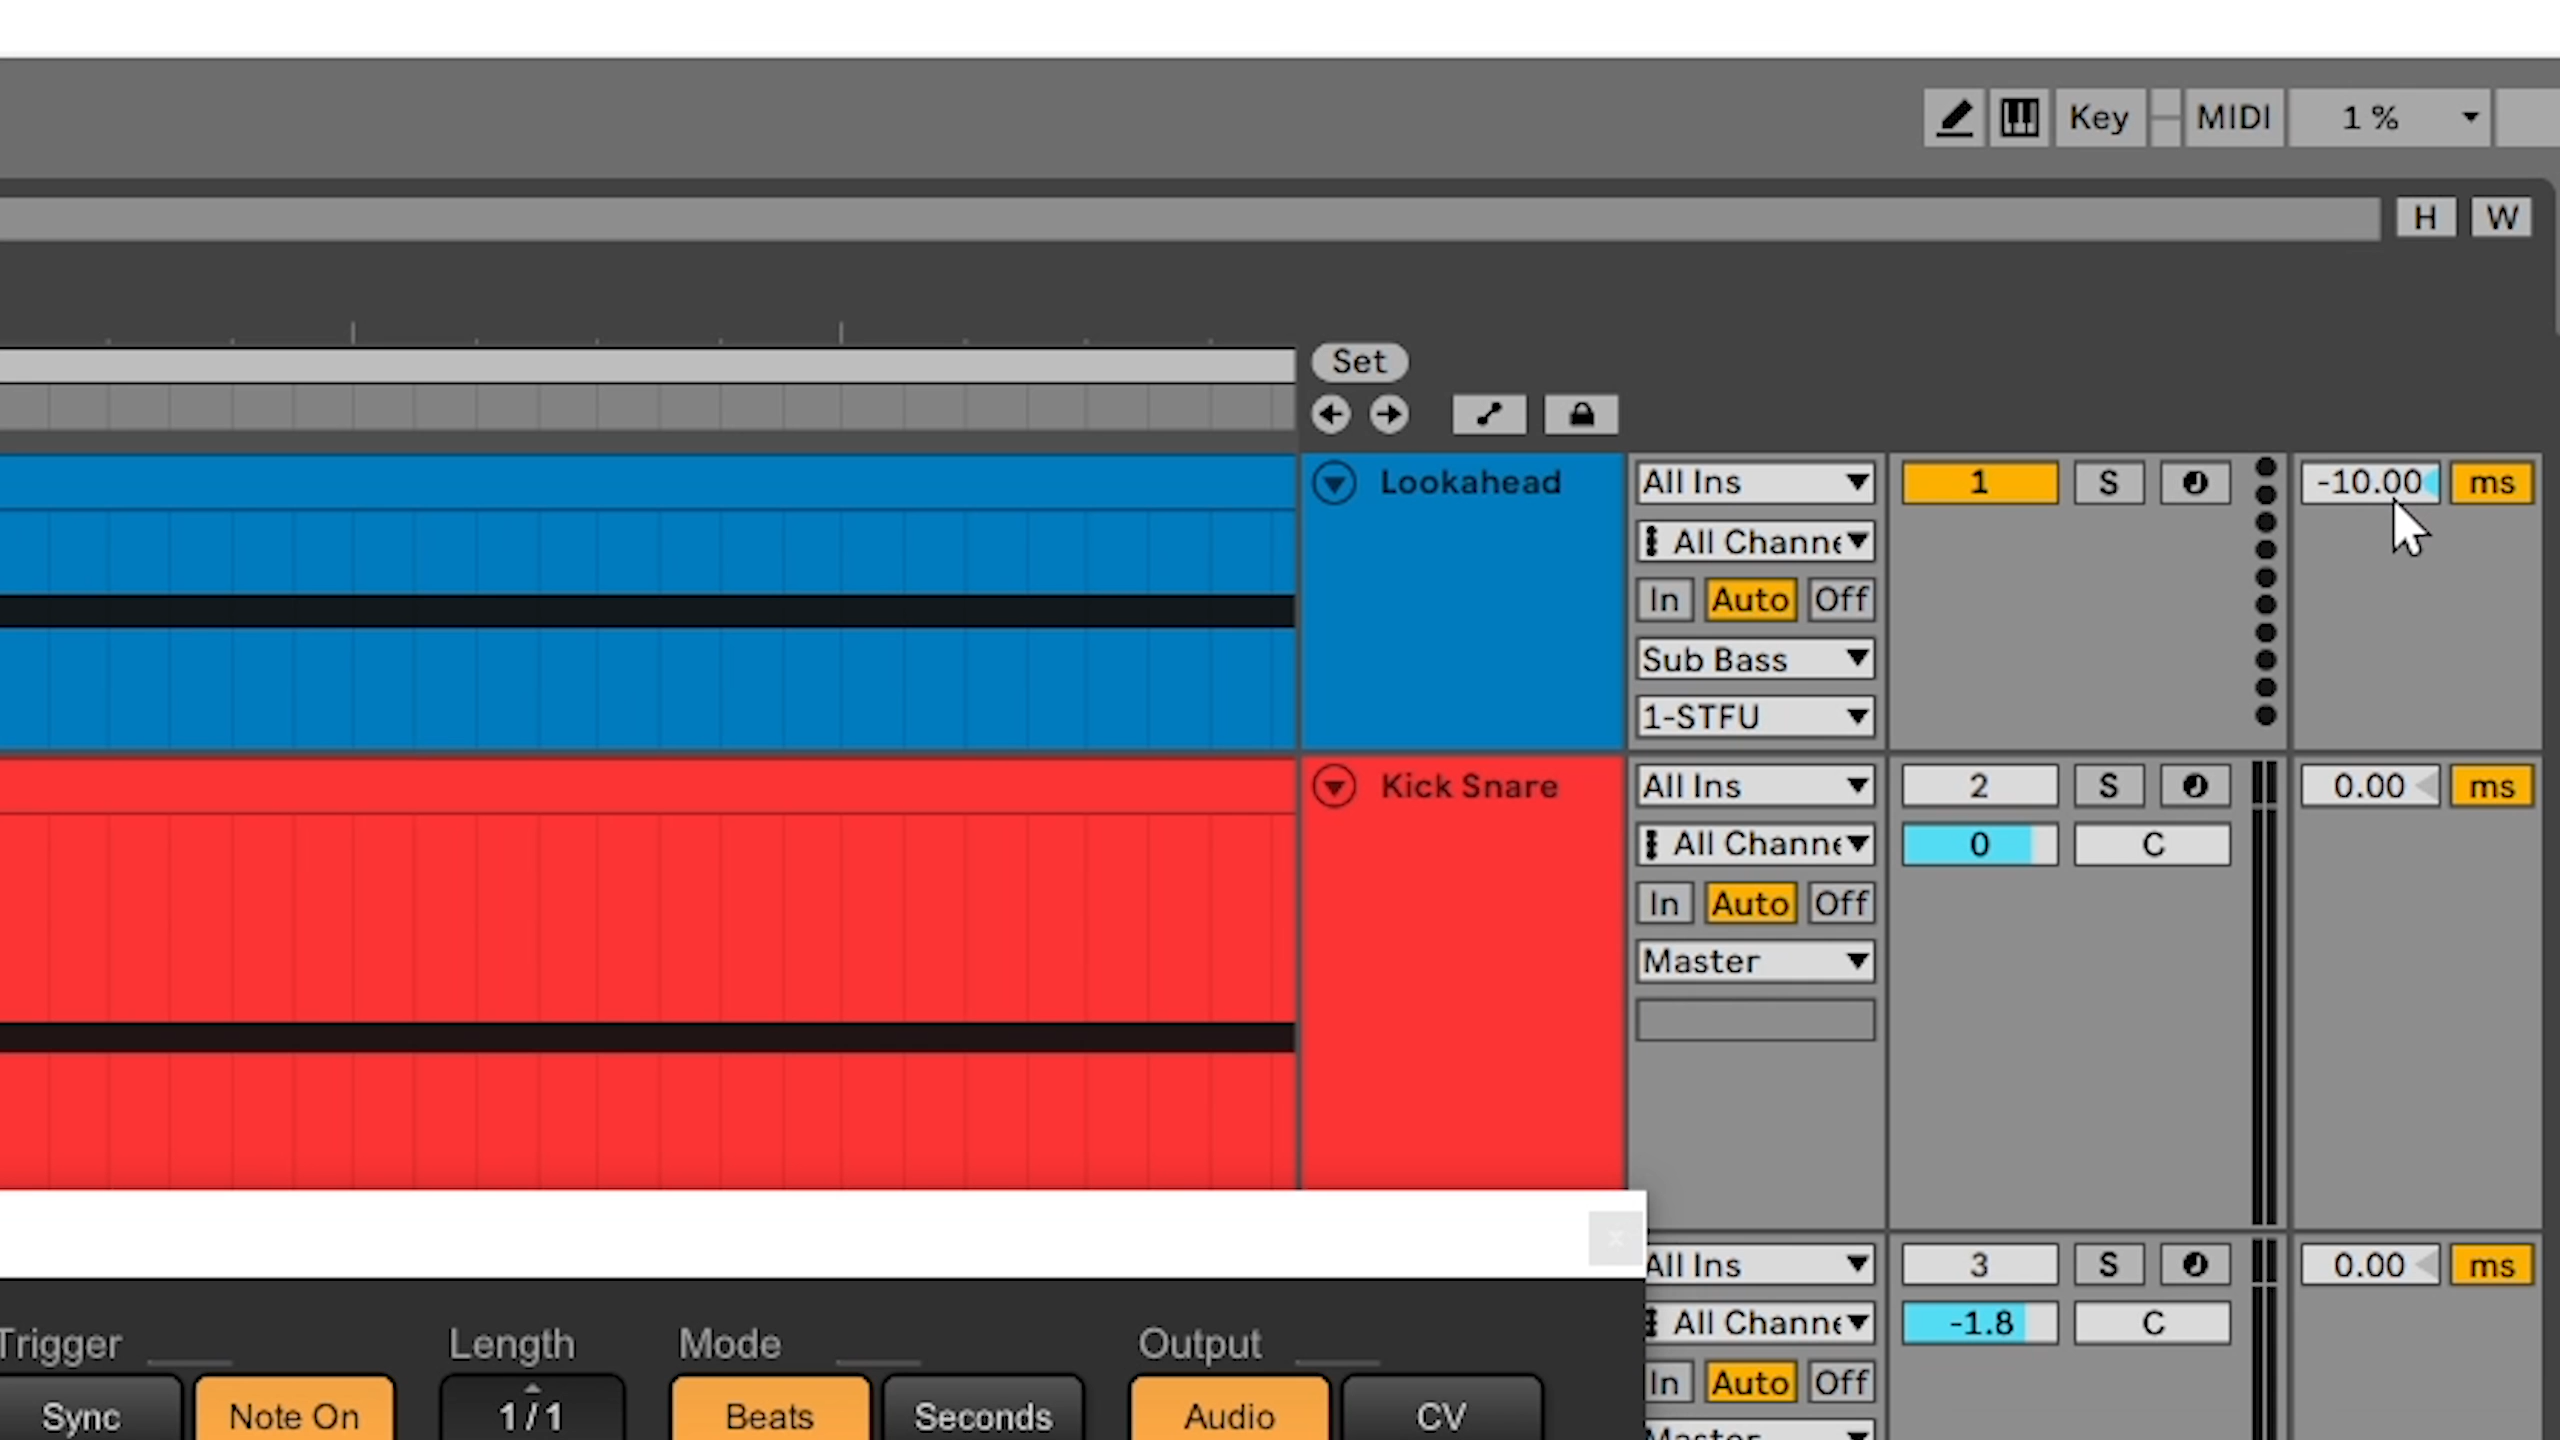 Key MIDI 1 %
H W
Set
Lookahead All Ins 1 S -10.00 ms
All Channe
In Auto Off
Sub Bass
1-STFU
Kick Snare All Ins 2 S 0.00 ms
All Channe 0 C
In Auto Off
Master
x
All Ins 3 S 0.00 ms
All Channe -1.8 C
In Auto Off
Master
Trigger Length Mode Output
Sync Note On 1/1 Beats Seconds Audio CV